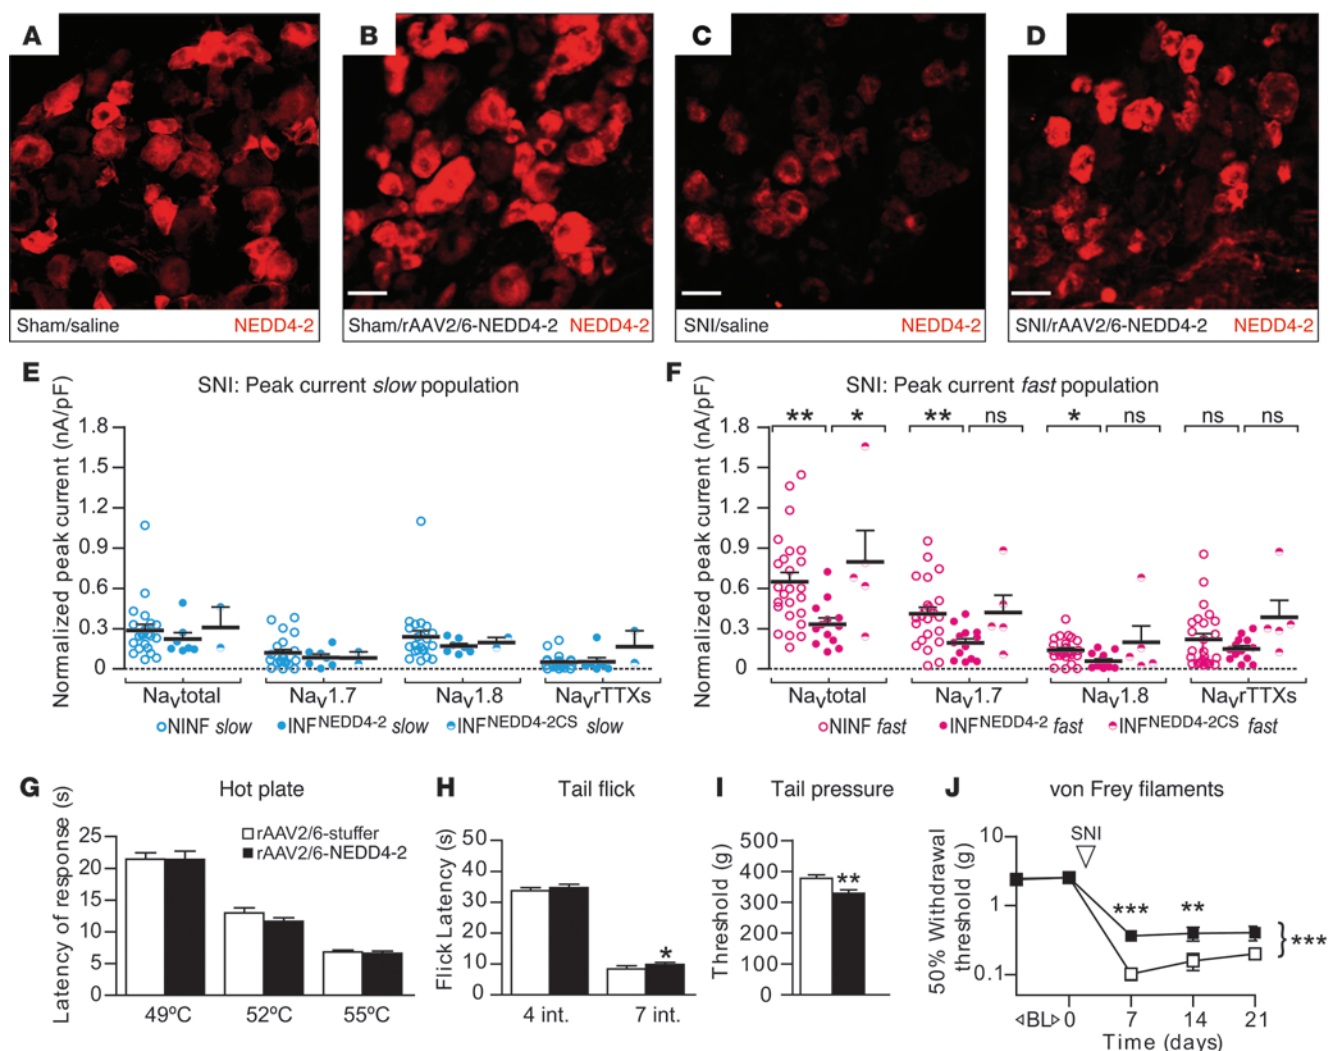 A
B
C
D
Sham/saline NEDD4-2
Sham/rAAV2/6-NEDD4-2 NEDD4-2
SNI/saline NEDD4-2
SNI/rAAV2/6-NEDD4-2 NEDD4-2
E
SNI: Peak current slow population
Normalized peak current (nA/pF)
1.8
1.5
1.2
0.9
0.6
0.3
0
Navtotal Nav1.7 Nav1.8 NavrTTXs
NINF slow INFNEDD4-2 slow INFNEDD4-2CS slow
F
SNI: Peak current fast population
Normalized peak current (nA/pF)
** * ** ns * ns ns ns
1.8
1.5
1.2
0.9
0.6
0.3
0
Navtotal Nav1.7 Nav1.8 NavrTTXs
NINF fast INFNEDD4-2 fast INFNEDD4-2CS fast
G
Hot plate
Latency of response (s)
rAAV2/6-stuffer
rAAV2/6-NEDD4-2
25
20
15
10
5
0
49ºC 52ºC 55ºC
H
Tail flick
Flick Latency (s)
50
40
30
20
10
0
*
4 int. 7 int.
I
Tail pressure
Threshold (g)
500
400
300
200
100
0
**
J
von Frey filaments
50% Withdrawal
threshold (g)
10
1
0.1
SNI
*** **
***
◁BL▷ 0 7 14 21
Time (days)